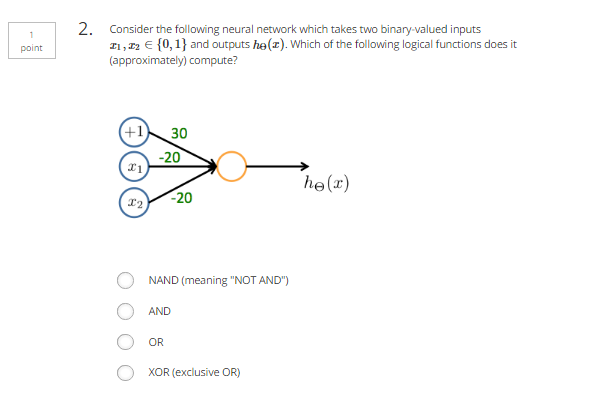 1
point
2. Consider the following neural network which takes two binary-valued inputs
x₁, x₂ ∈ {0, 1} and outputs hΘ(x). Which of the following logical functions does it
(approximately) compute?
+1
30
-20
x₁
hΘ(x)
x₂
-20
NAND (meaning "NOT AND")
AND
OR
XOR (exclusive OR)